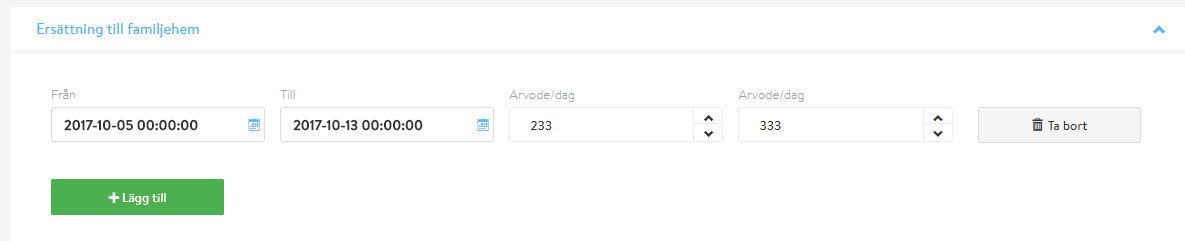 Ersättning till familjehem
Från Till Arvode/dag Arvode/dag
2017-10-05 00:00:00 2017-10-13 00:00:00 233 333 Ta bort
Lägg till